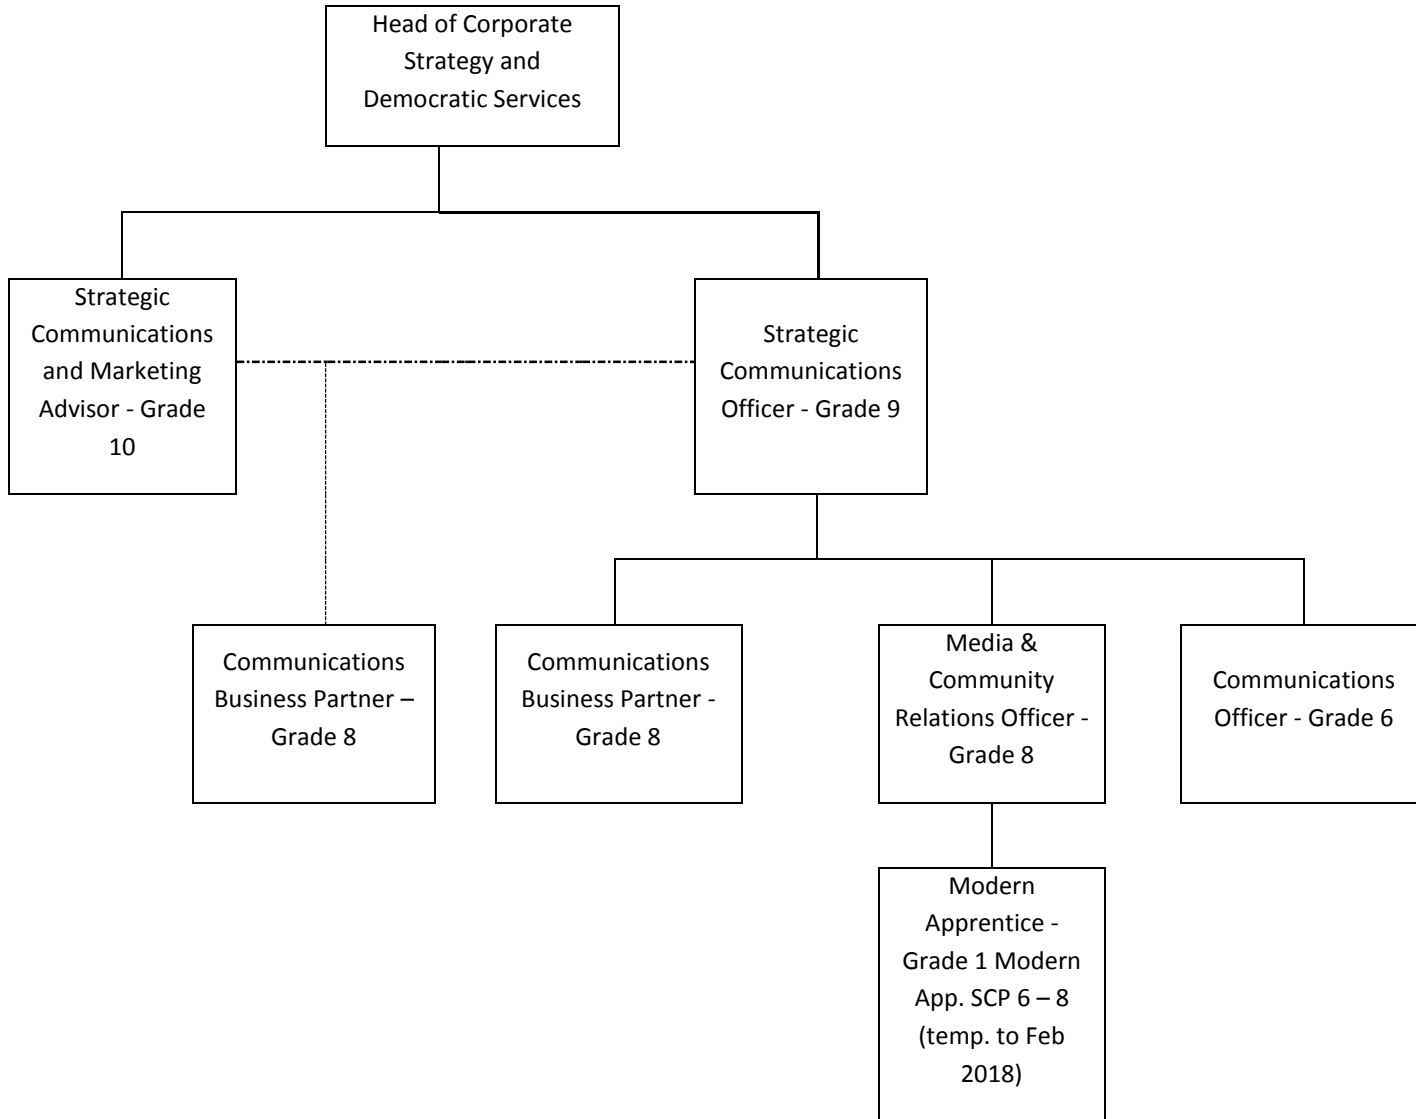 Head of Corporate
Strategy and
Democratic Services
Strategic
Communications
and Marketing
Advisor - Grade
10
Strategic
Communications
Officer - Grade 9
Communications
Business Partner –
Grade 8
Communications
Business Partner -
Grade 8
Media &
Community
Relations Officer -
Grade 8
Communications
Officer - Grade 6
Modern
Apprentice -
Grade 1 Modern
App. SCP 6 – 8
(temp. to Feb
2018)